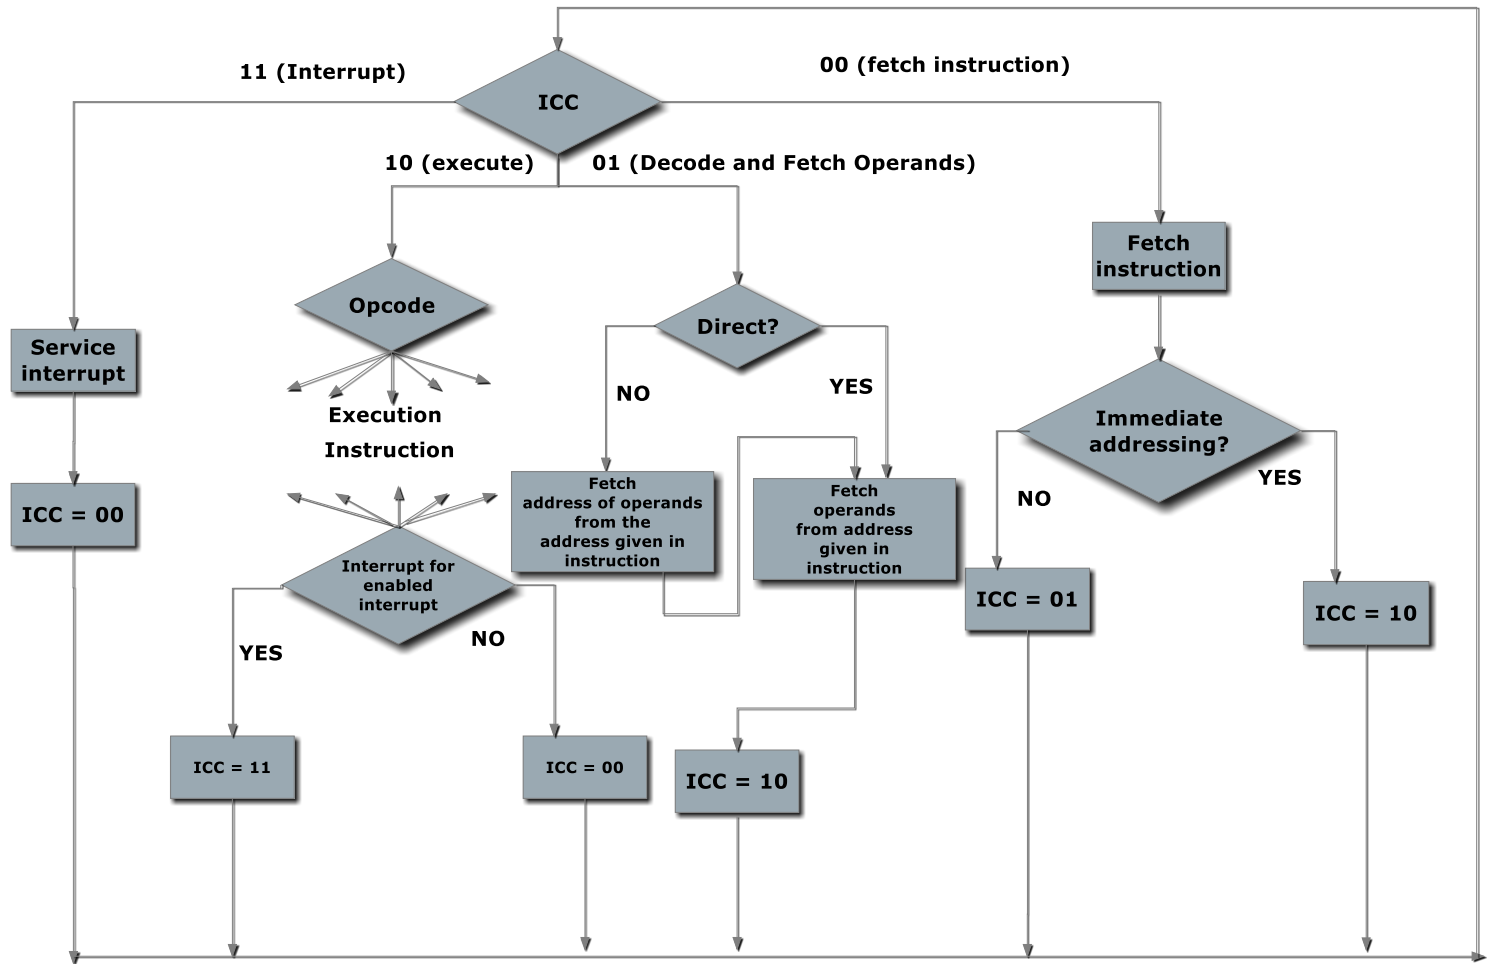 11 (Interrupt)
00 (fetch instruction)
ICC
10 (execute)
01 (Decode and Fetch Operands)
Fetch
instruction
Opcode
Direct?
Service
interrupt
NO
YES
Execution
Instruction
Immediate
addressing?
NO
YES
ICC = 00
Fetch
address of operands
from the
address given in
instruction
Fetch
operands
from address
given in
instruction
Interrupt for
enabled
interrupt
ICC = 01
ICC = 10
YES
NO
ICC = 11
ICC = 00
ICC = 10